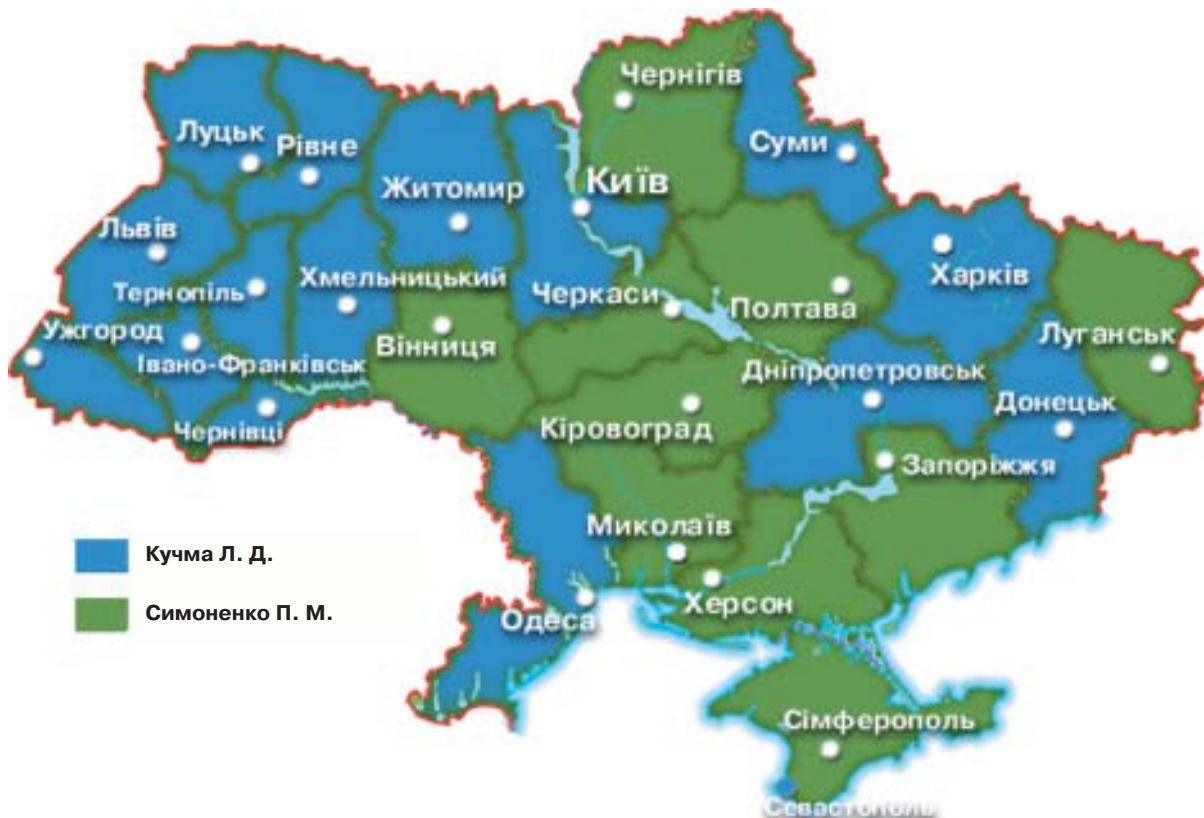 Чернігів
Луцьк
Рівне
Суми
Київ
Житомир
Львів
Харків
Хмельницький
Тернопіль
Черкаси
Полтава
Ужгород
Вінниця
Луганськ
Івано-Франківськ
Дніпропетровськ
Донецьк
Чернівці
Кіровоград
Запоріжжя
Миколаїв
Кучма Л. Д.
Херсон
Симоненко П. М.
Одеса
Сімферополь
Севастополь